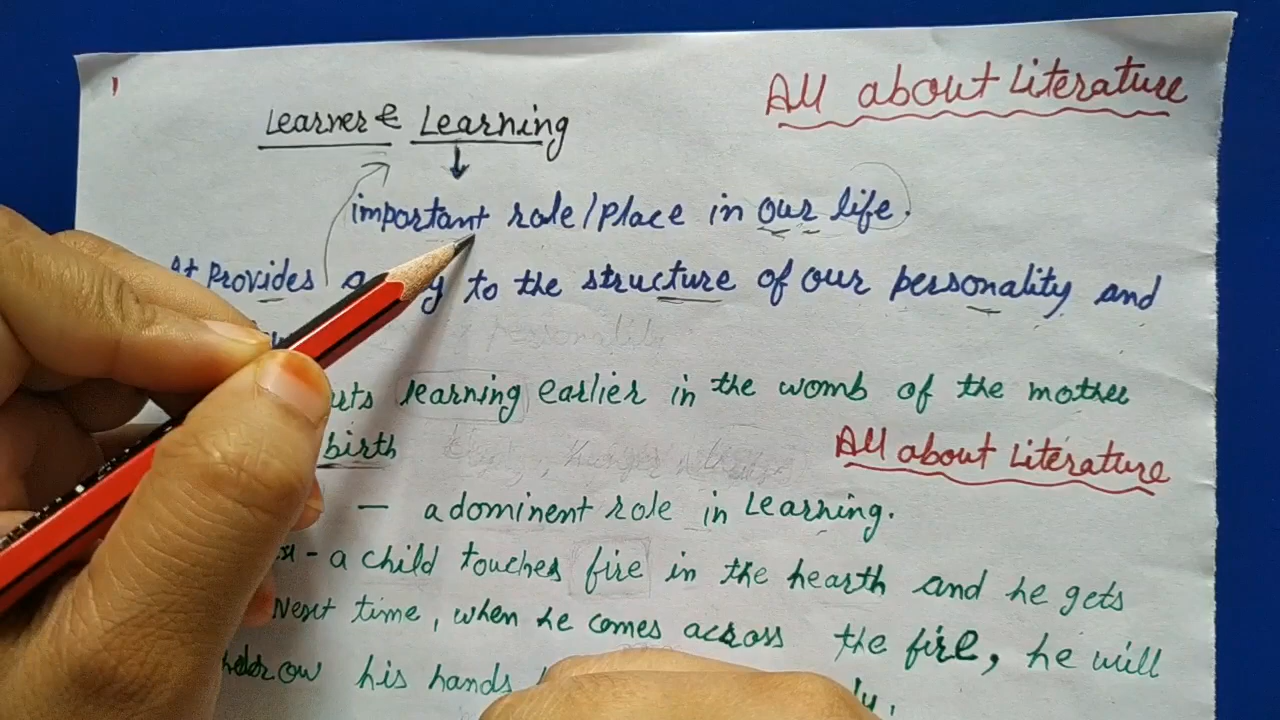 1
All about Literature
Learner & Learning
important role/Place in our life.
It Provides to the structure of our personality and
learning earlier in the womb of the mother
birth
All about Literature
— a dominent role in Learning.
- a child touches fire in the hearth and he gets
Next time, when he comes across the fire, he will
his hands